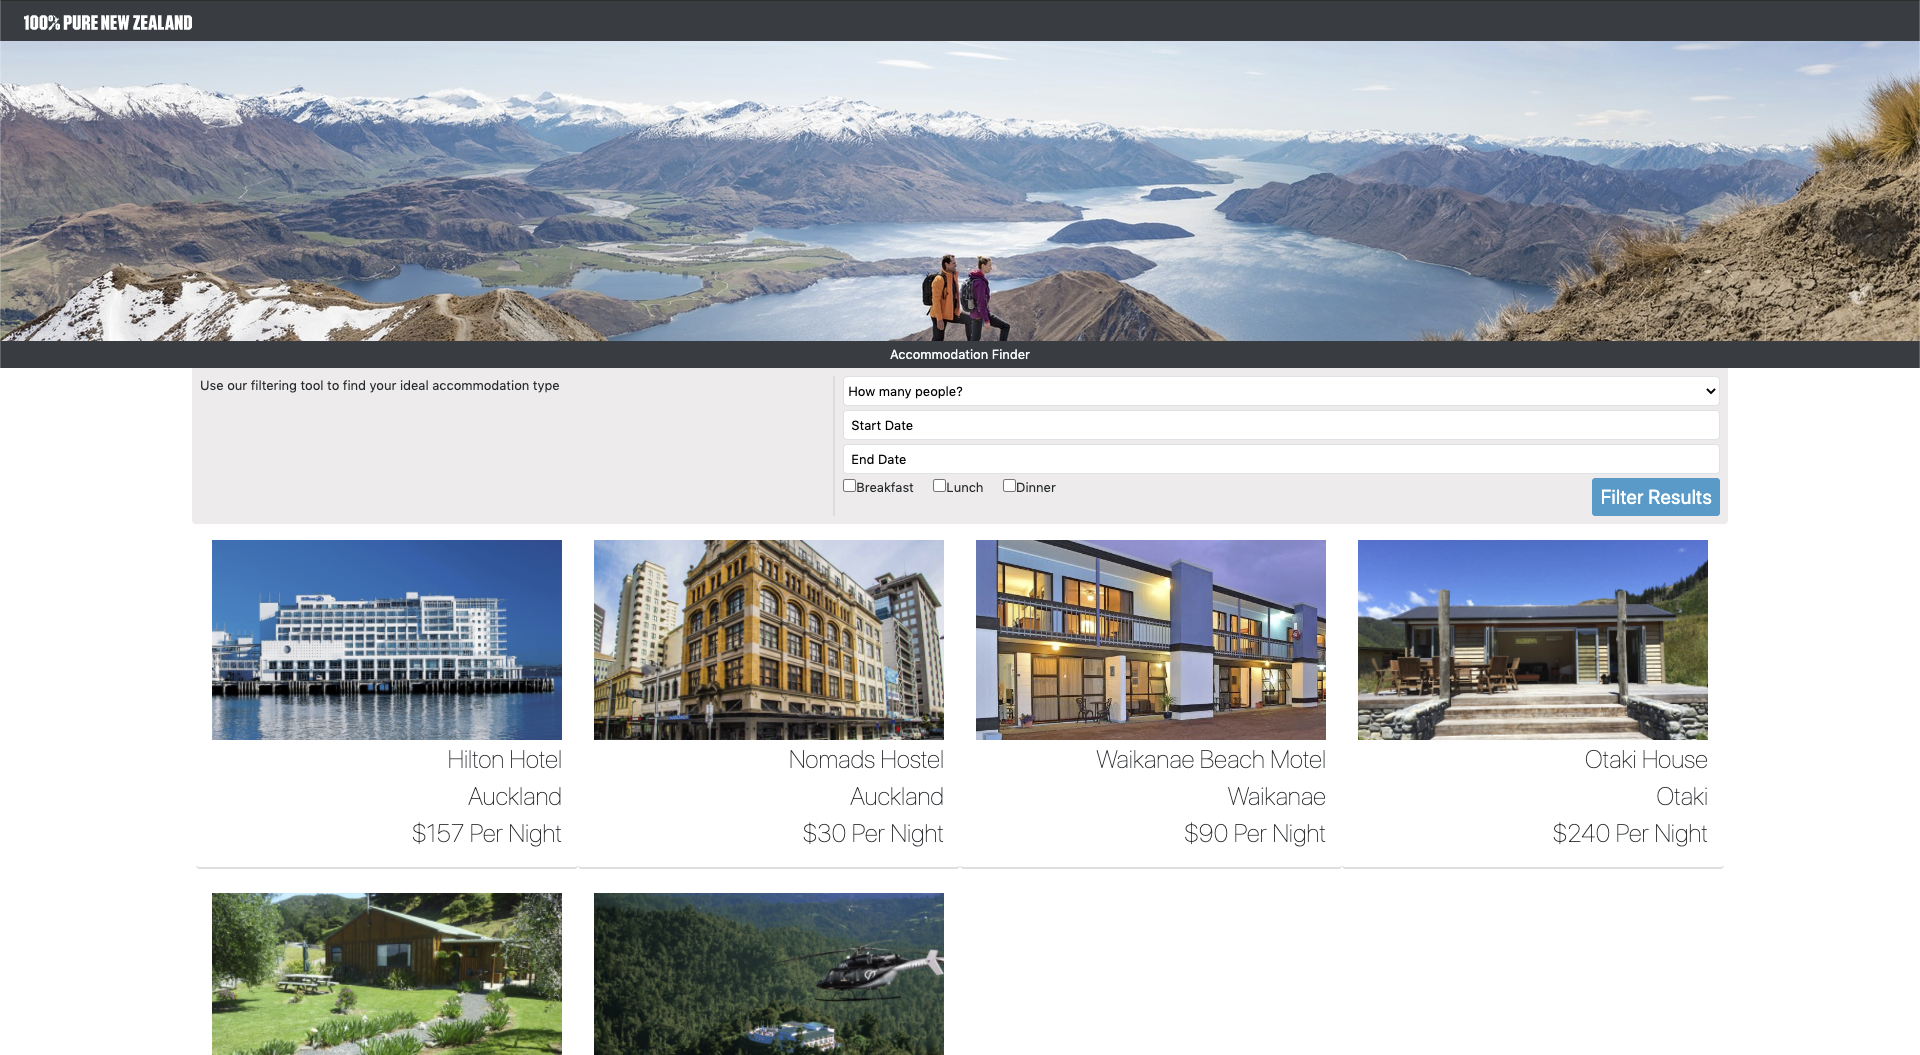 100% PURE NEW ZEALAND
Accommodation Finder
Use our filtering tool to find your ideal accommodation type
How many people?
Start Date
End Date
Breakfast
Lunch
Dinner
Filter Results
Hilton Hotel
Auckland
$157 Per Night
Nomads Hostel
Auckland
$30 Per Night
Waikanae Beach Motel
Waikanae
$90 Per Night
Otaki House
Otaki
$240 Per Night